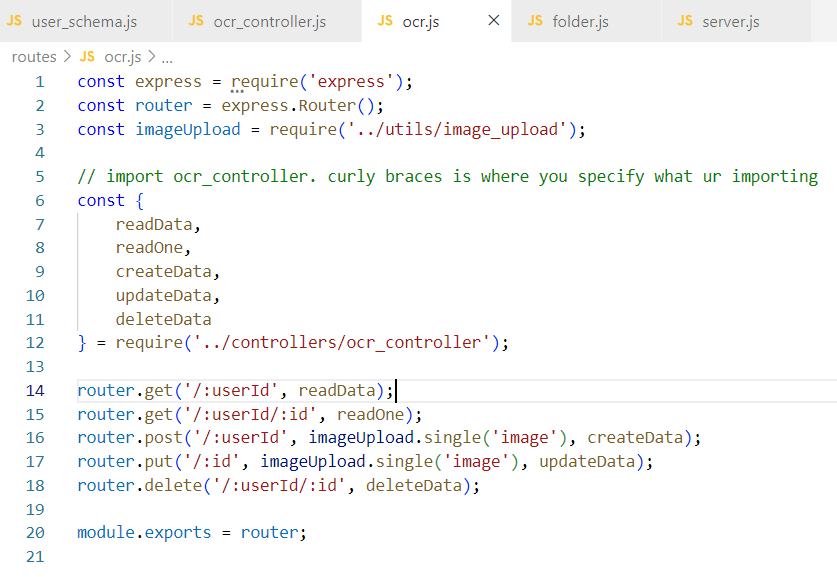 JS user_schema.js JS ocr_controller.js JS ocr.js × JS folder.js JS server.js
routes > JS ocr.js > ...
1 const express = require('express');
2 const router = express.Router();
3 const imageUpload = require('../utils/image_upload');
4
5 // import ocr_controller. curly braces is where you specify what ur importing
6 const {
7 readData,
8 readOne,
9 createData,
10 updateData,
11 deleteData
12 } = require('../controllers/ocr_controller');
13
14 router.get('/:userId', readData);
15 router.get('/:userId/:id', readOne);
16 router.post('/:userId', imageUpload.single('image'), createData);
17 router.put('/:id', imageUpload.single('image'), updateData);
18 router.delete('/:userId/:id', deleteData);
19
20 module.exports = router;
21